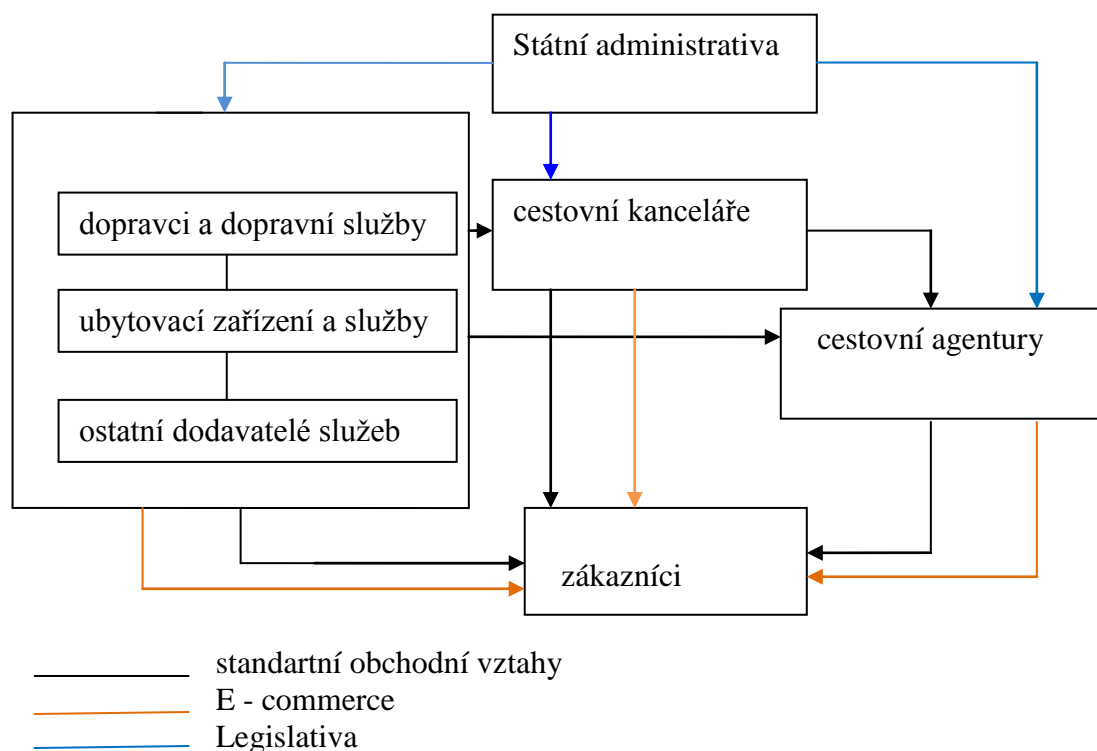 Státní administrativa
dopravci a dopravní služby
cestovní kanceláře
ubytovací zařízení a služby
cestovní agentury
ostatní dodavatelé služeb
zákazníci
standartní obchodní vztahy
E - commerce
Legislativa